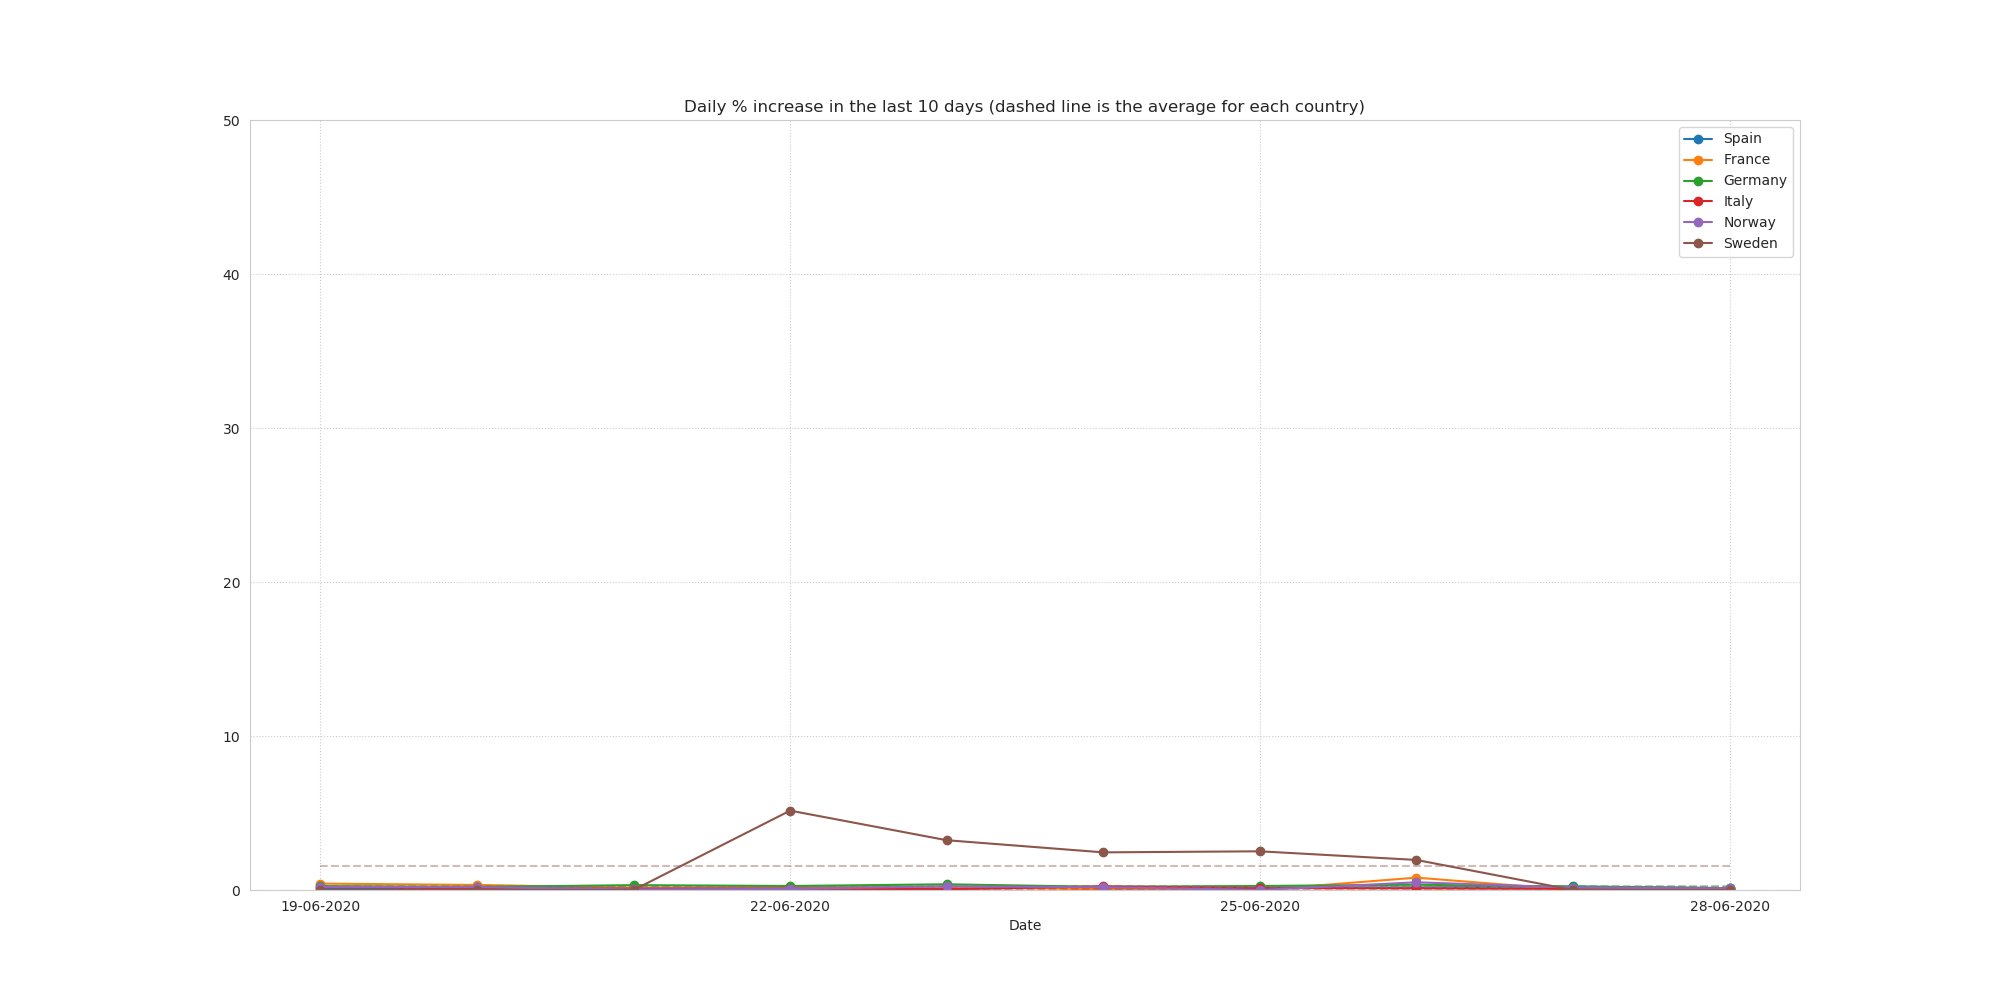 Daily % increase in the last 10 days (dashed line is the average for each country)
50
40
30
20
10
0
Spain
France
Germany
Italy
Norway
Sweden
19-06-2020
22-06-2020
25-06-2020
28-06-2020
Date